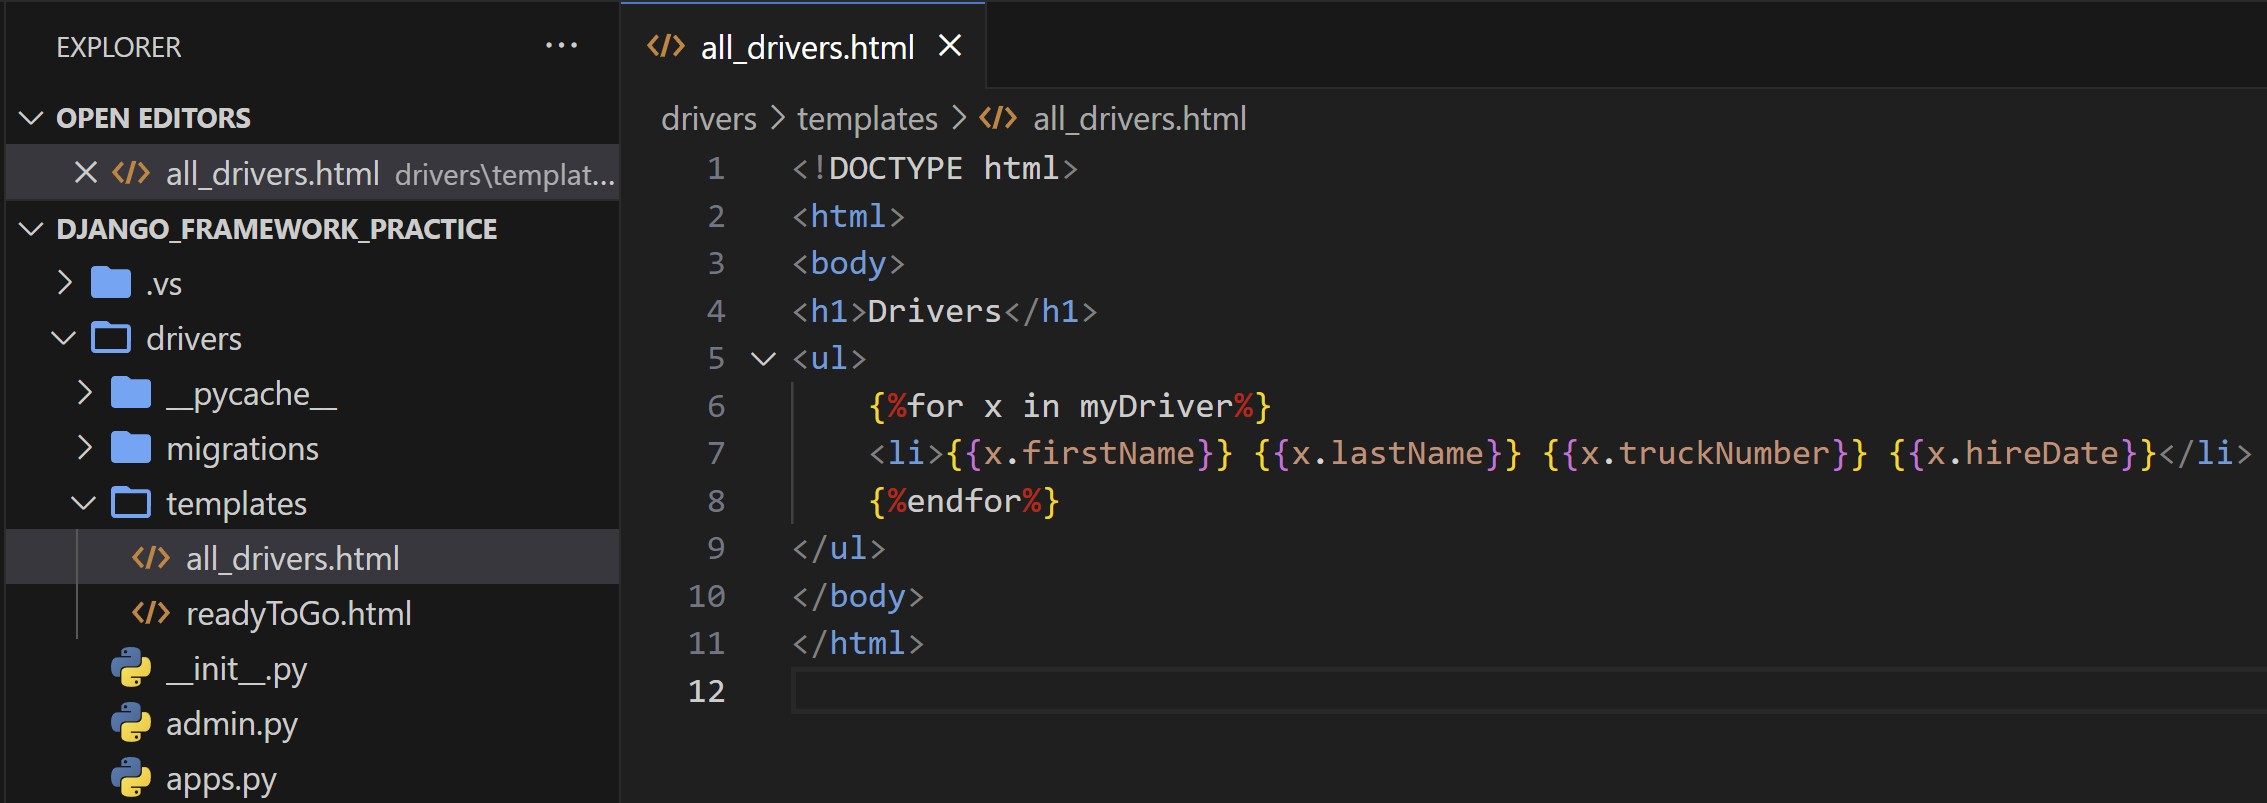 EXPLORER ...
OPEN EDITORS
all_drivers.html drivers\templat...
DJANGO_FRAMEWORK_PRACTICE
.vs
drivers
__pycache__
migrations
templates
all_drivers.html
readyToGo.html
__init__.py
admin.py
apps.py
all_drivers.html
drivers > templates > all_drivers.html
1 <!DOCTYPE html>
2 <html>
3 <body>
4 <h1>Drivers</h1>
5 <ul>
6     {%for x in myDriver%}
7     <li>{{x.firstName}} {{x.lastName}} {{x.truckNumber}} {{x.hireDate}}</li>
8     {%endfor%}
9 </ul>
10 </body>
11 </html>
12